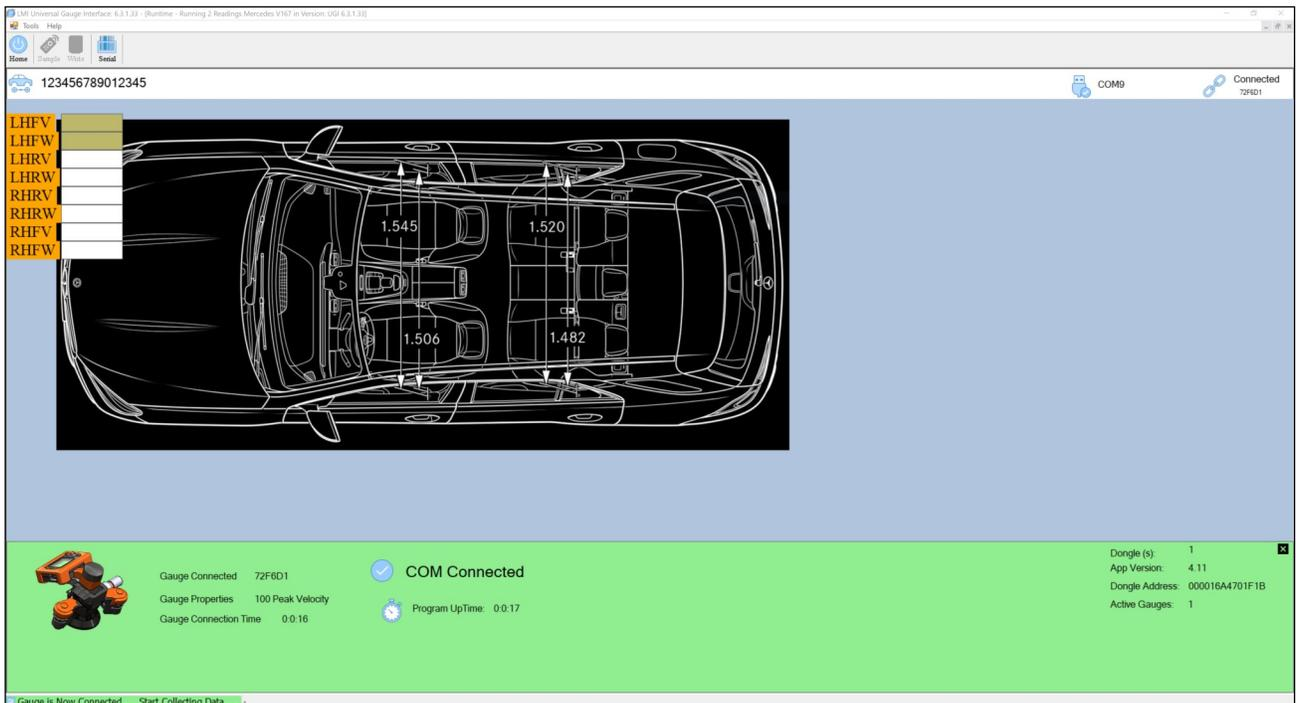 LMI Universal Gauge Interface: 6.3.1.33 - [Runtime - Running 2 Readings Mercedes V167 in Version: UGI 6.3.1.33]
Tools Help
Home Sample Write Serial
123456789012345
COM9
Connected
72F6D1
LHFV
LHFW
LHRV
LHRW
RHRV
RHRW
RHFV
RHFW
1.545 1.520
1.506 1.482
Gauge Connected 72F6D1
Gauge Properties 100 Peak Velocity
Gauge Connection Time 0:0:16
COM Connected
Program UpTime: 0:0:17
Dongle (s): 1
App Version: 4.11
Dongle Address: 000016A4701F1B
Active Gauges: 1
Gauge is Now Connected Start Collecting Data